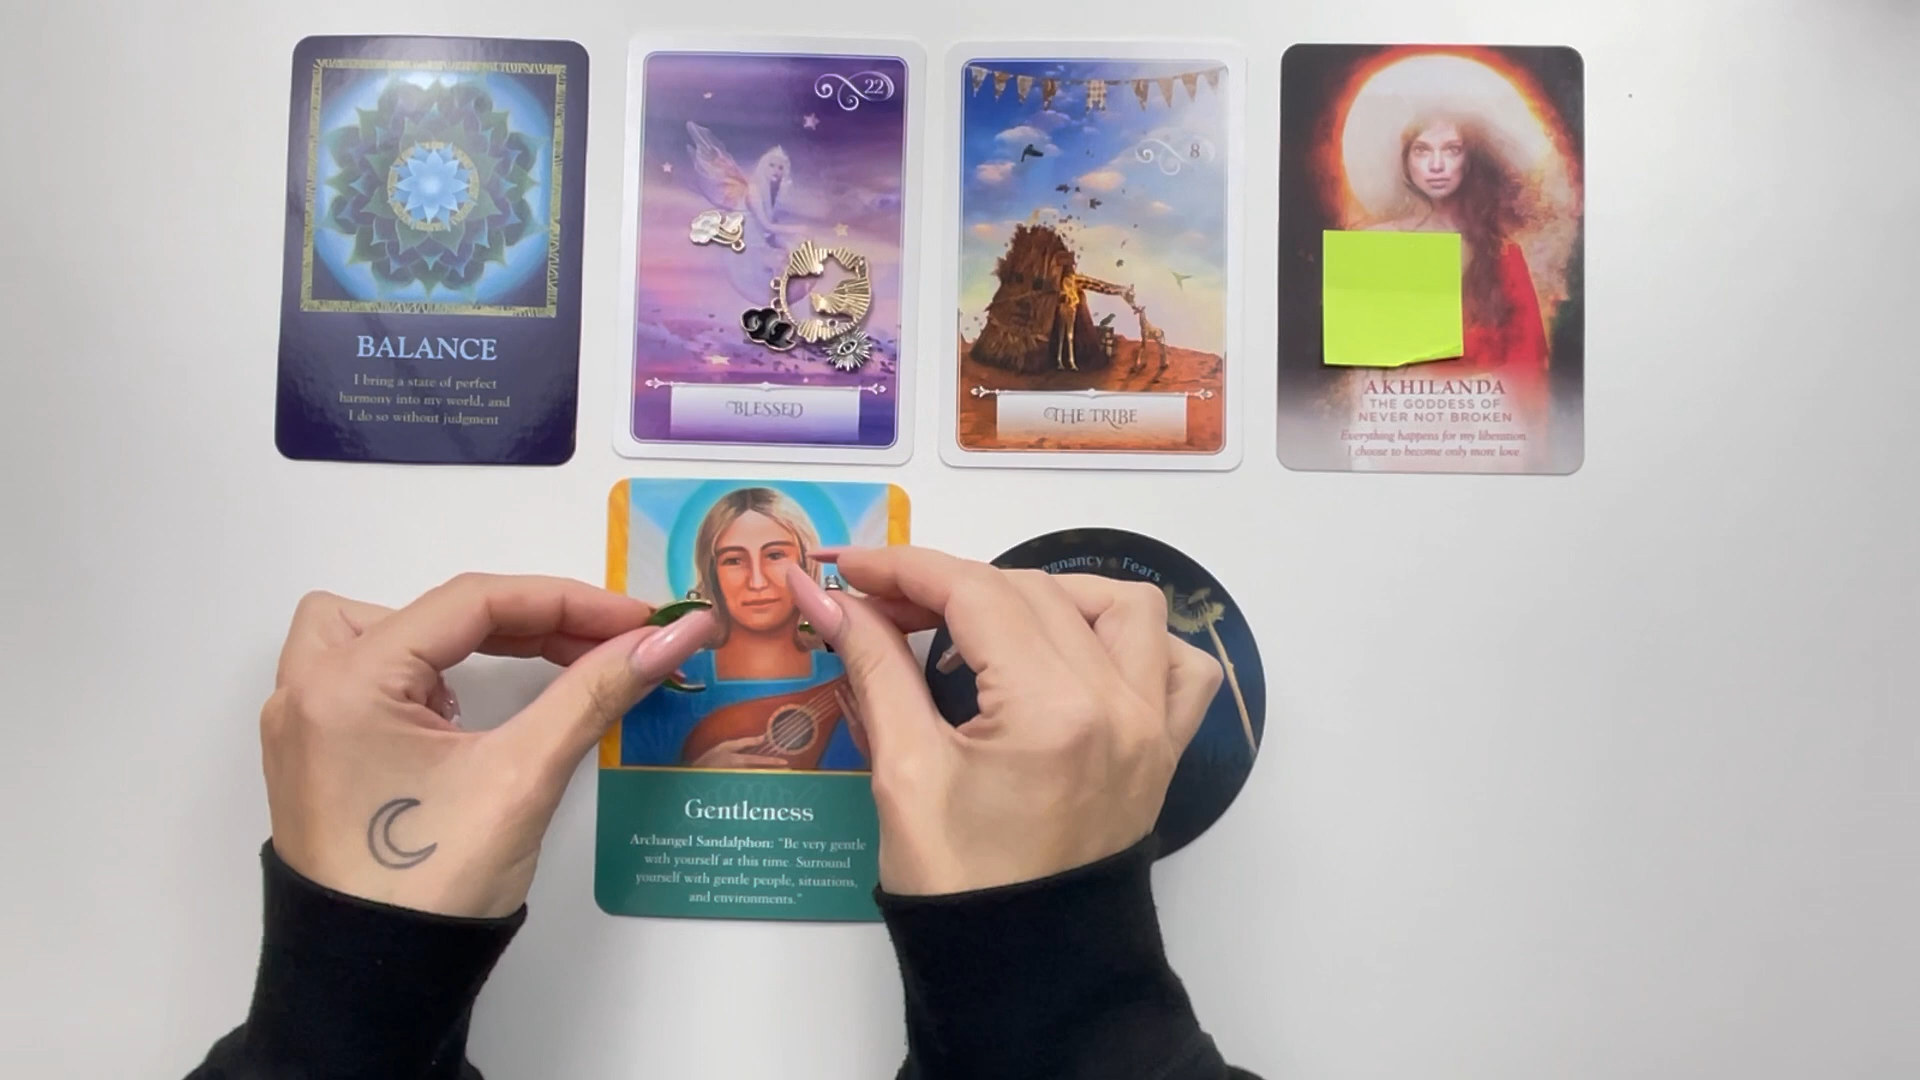 BALANCE
I bring a state of perfect
harmony into my world, and
I do so without judgment
22
BLESSED
8
THE TRIBE
AKHILANDA
THE GODDESS OF
NEVER NOT BROKEN
Everything happens for my liberation
I choose to become only more love
Gentleness
Archangel Sandalphon: "Be very gentle
with yourself at this time. Surround
yourself with gentle people, situations,
and environments."
Fears